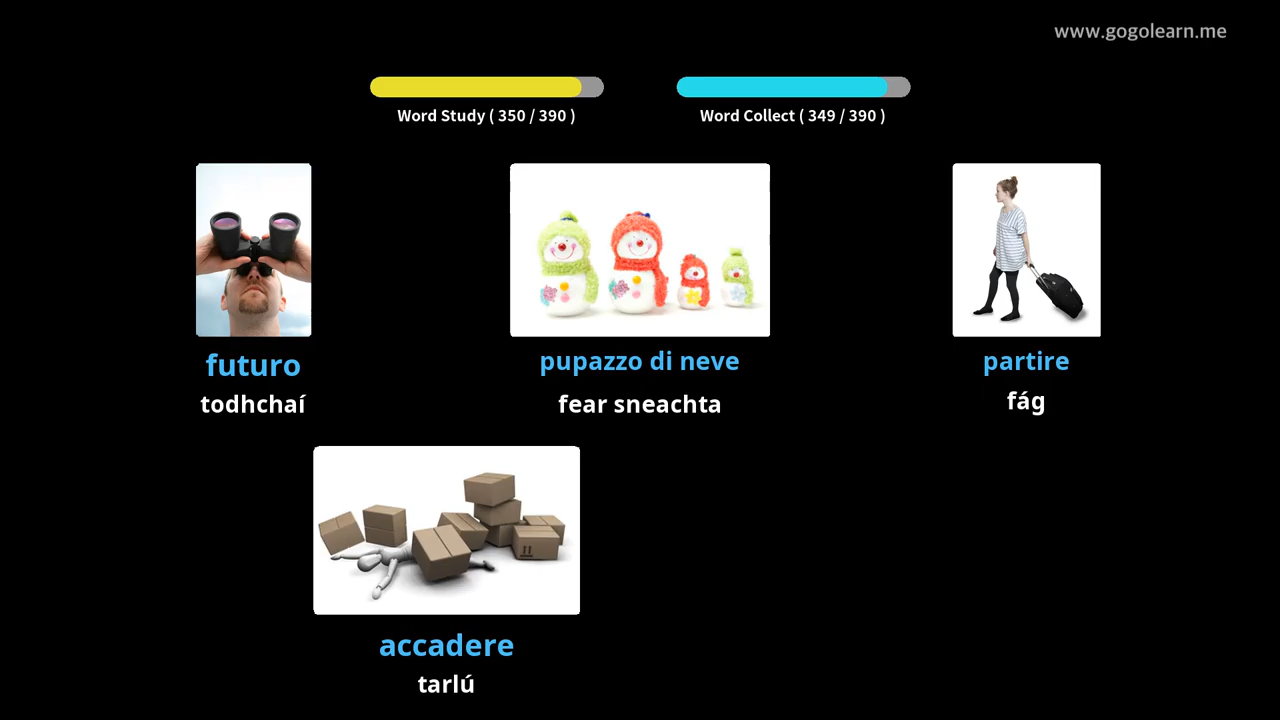 www.gogolearn.me
Word Study ( 350 / 390 )
Word Collect ( 349 / 390 )
futuro
todhchaí
pupazzo di neve
fear sneachta
partire
fág
accadere
tarlú